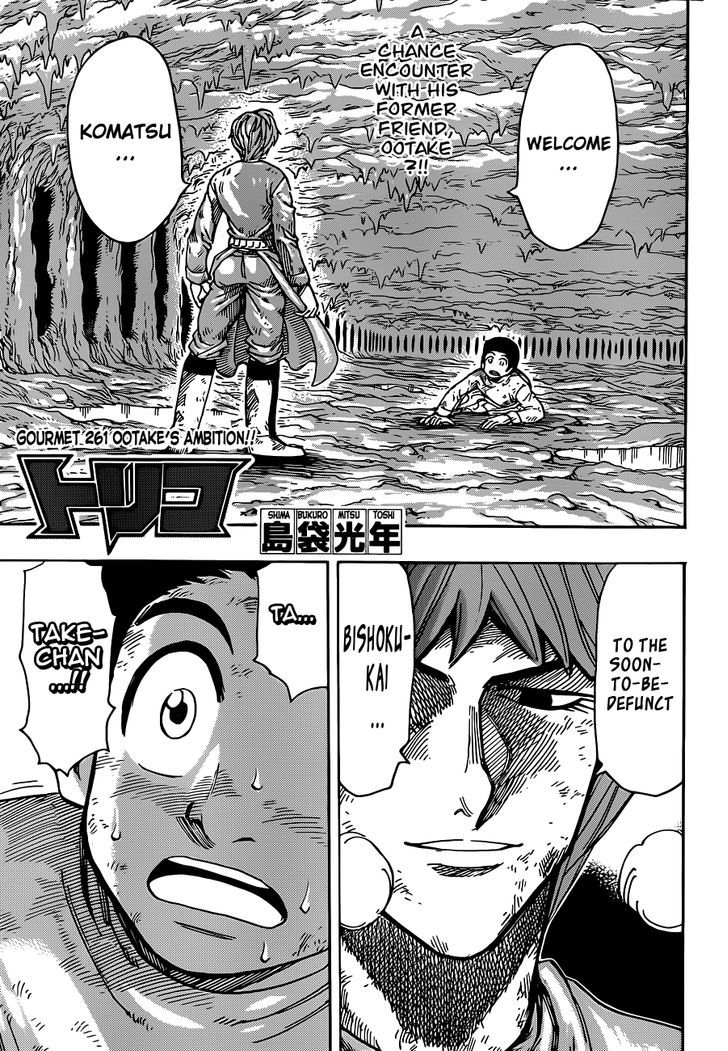 WELCOME
...
A
CHANCE
ENCOUNTER
WITH HIS
FORMER
FRIEND,
OOTAKE
?!!
KOMATSU
...
GOURMET 261 OOTAKE'S AMBITION!!
トリコ
SHIMA BUKURO MITSU TOSHI
島袋光年
TO THE
SOON-
TO-BE-
DEFUNCT
BISHOKU-
KAI
...
TA...
TAKE-
CHAN
...!!